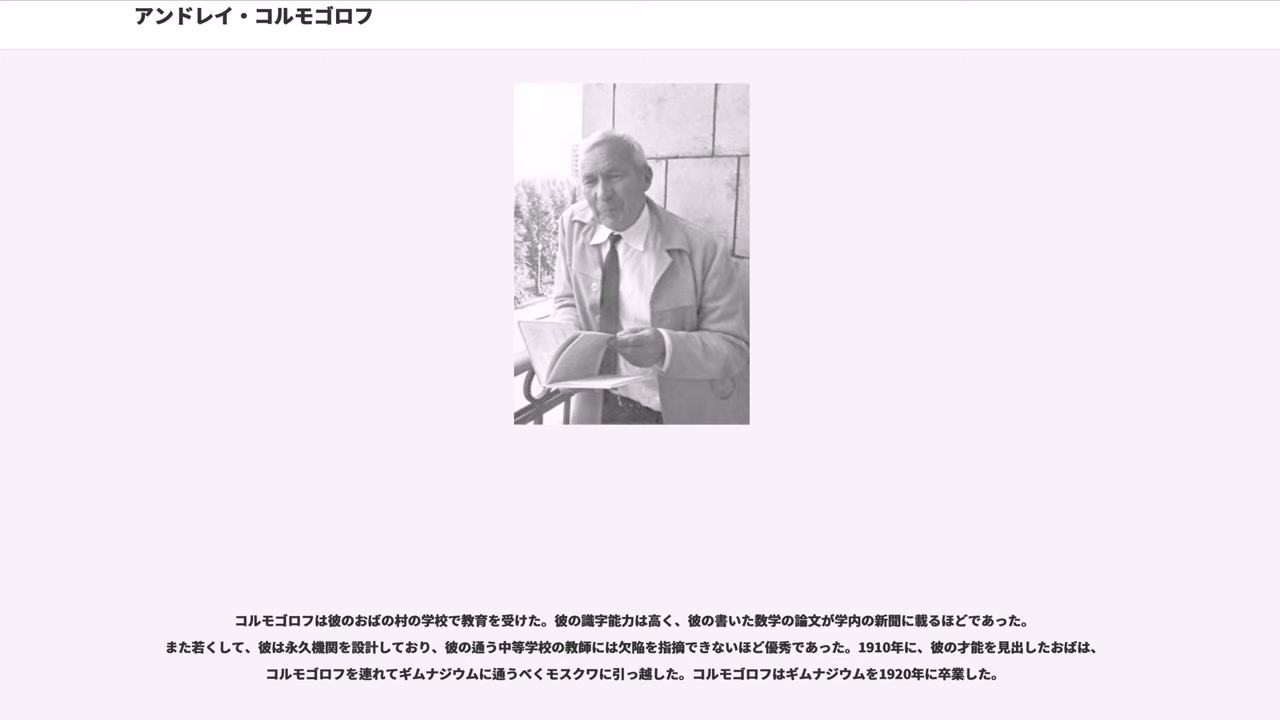 アンドレイ・コルモゴロフ
コルモゴロフは彼のおばの村の学校で教育を受けた。彼の識字能力は高く、彼の書いた数学の論文が学内の新聞に載るほどであった。
また若くして、彼は永久機関を設計しており、彼の通う中等学校の教師には欠陥を指摘できないほど優秀であった。1910年に、彼の才能を見出したおばは、
コルモゴロフを連れてギムナジウムに通うべくモスクワに引っ越した。コルモゴロフはギムナジウムを1920年に卒業した。